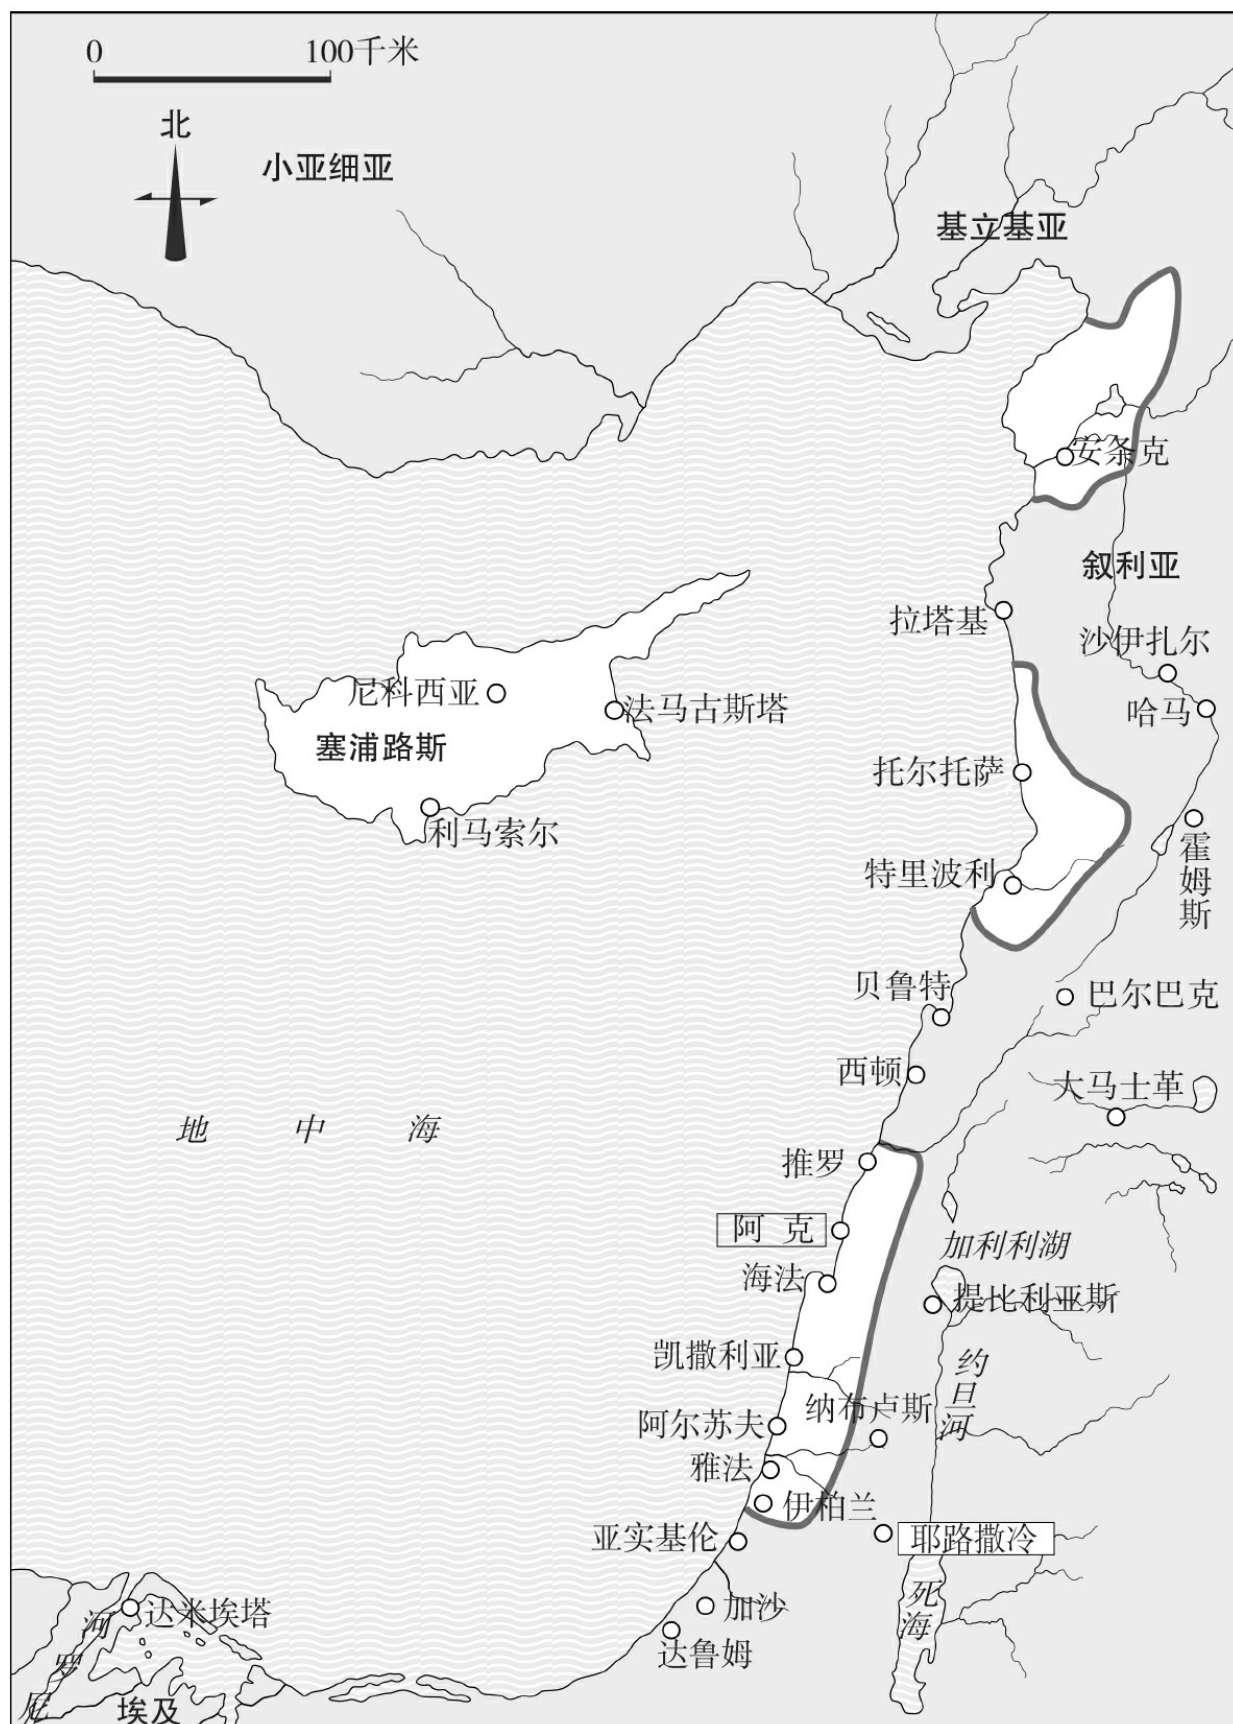 0 100千米
北
小亚细亚
基立基亚
安条克
叙利亚
拉塔基
沙伊扎尔
尼科西亚
法马古斯塔
哈马
塞浦路斯
托尔托萨
利马索尔
霍姆斯
特里波利
贝鲁特
巴尔巴克
西顿
大马士革
地中海
推罗
阿克
加利利湖
海法
提比利亚斯
凯撒利亚
约旦河
纳布卢斯
阿尔苏夫
雅法
伊柏兰
亚实基伦
耶路撒冷
死海
达米埃塔
加沙
达鲁姆
尼罗河
埃及